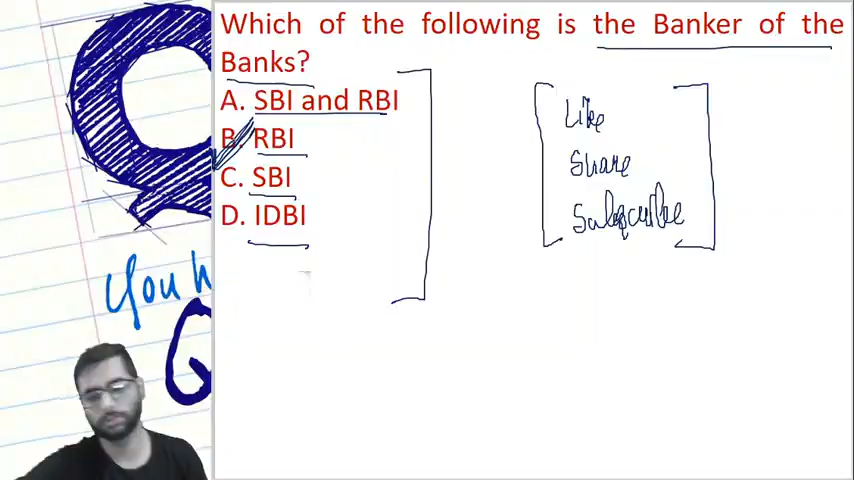 Which of the following is the Banker of the
Banks?
A. SBI and RBI
B. RBI
C. SBI
D. IDBI
Like
Share
Subscribe
You